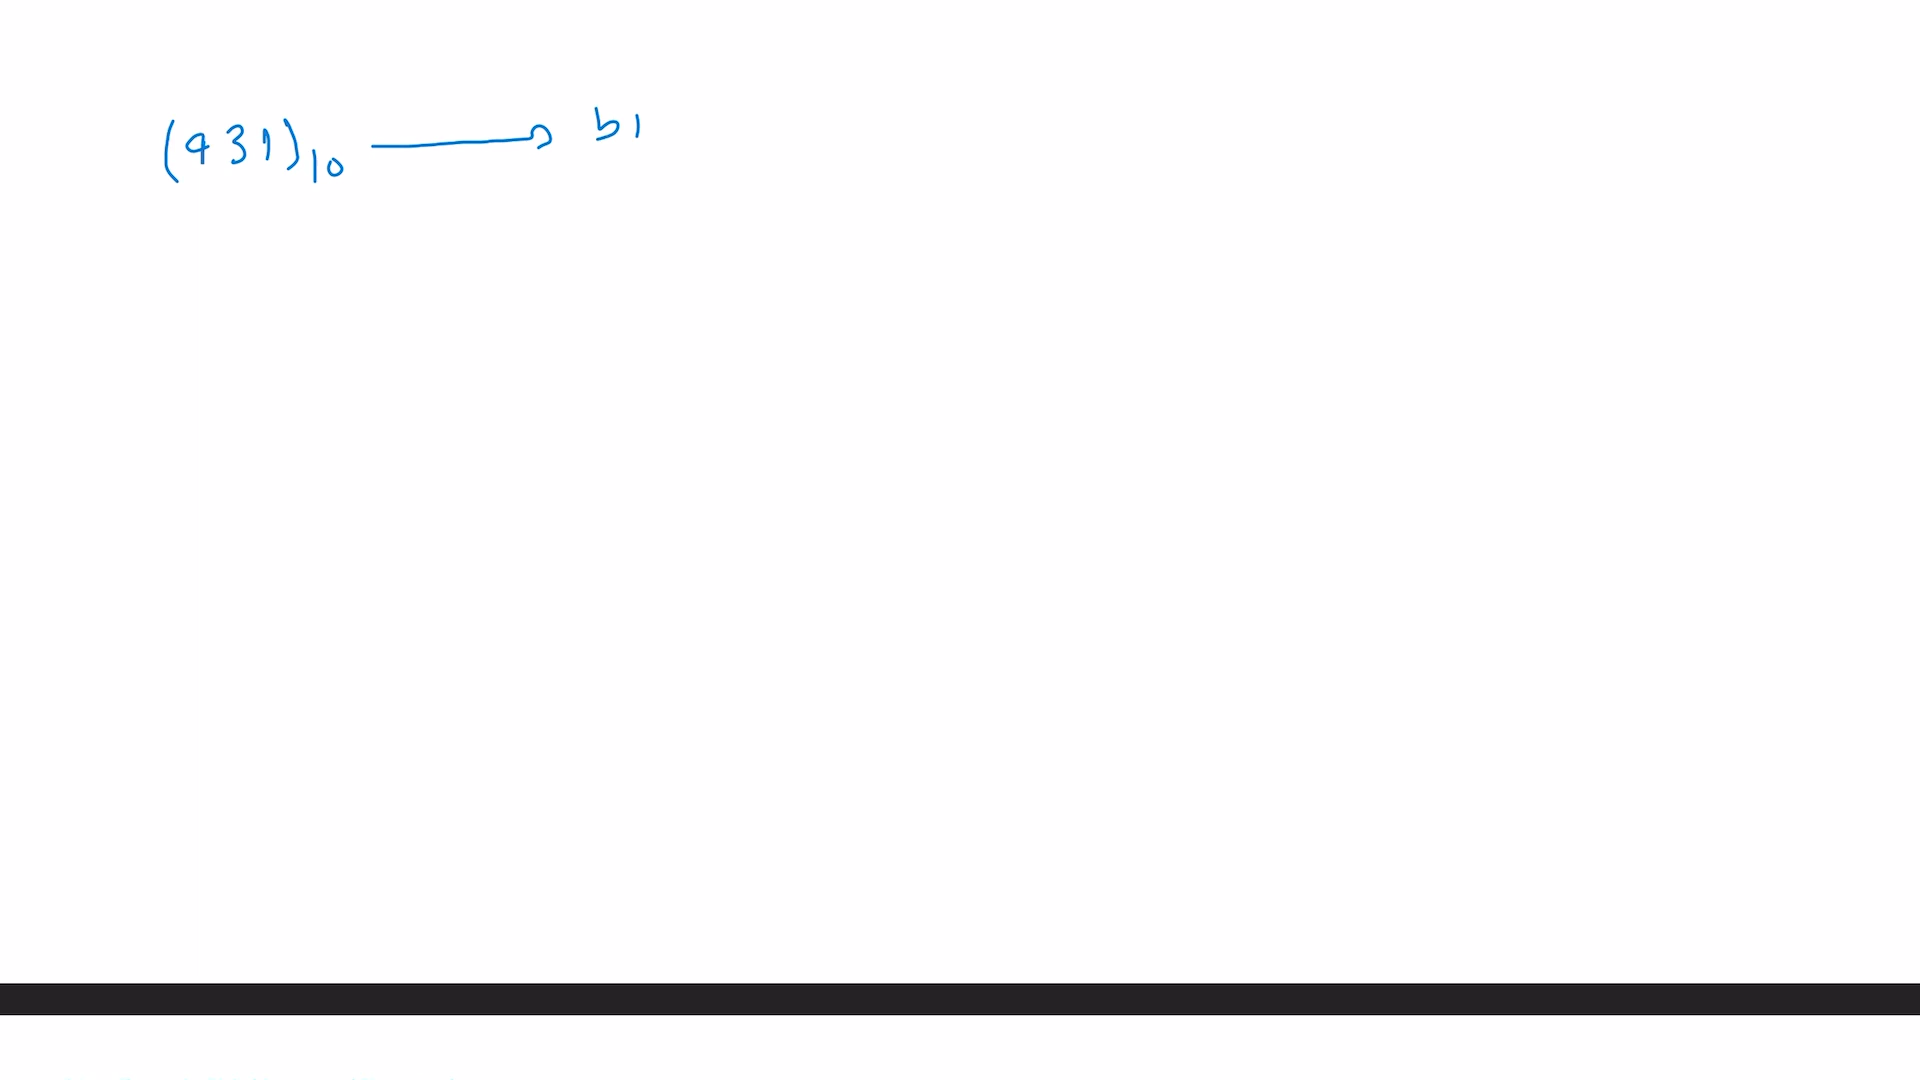 (431)₁₀ ⟶ bi